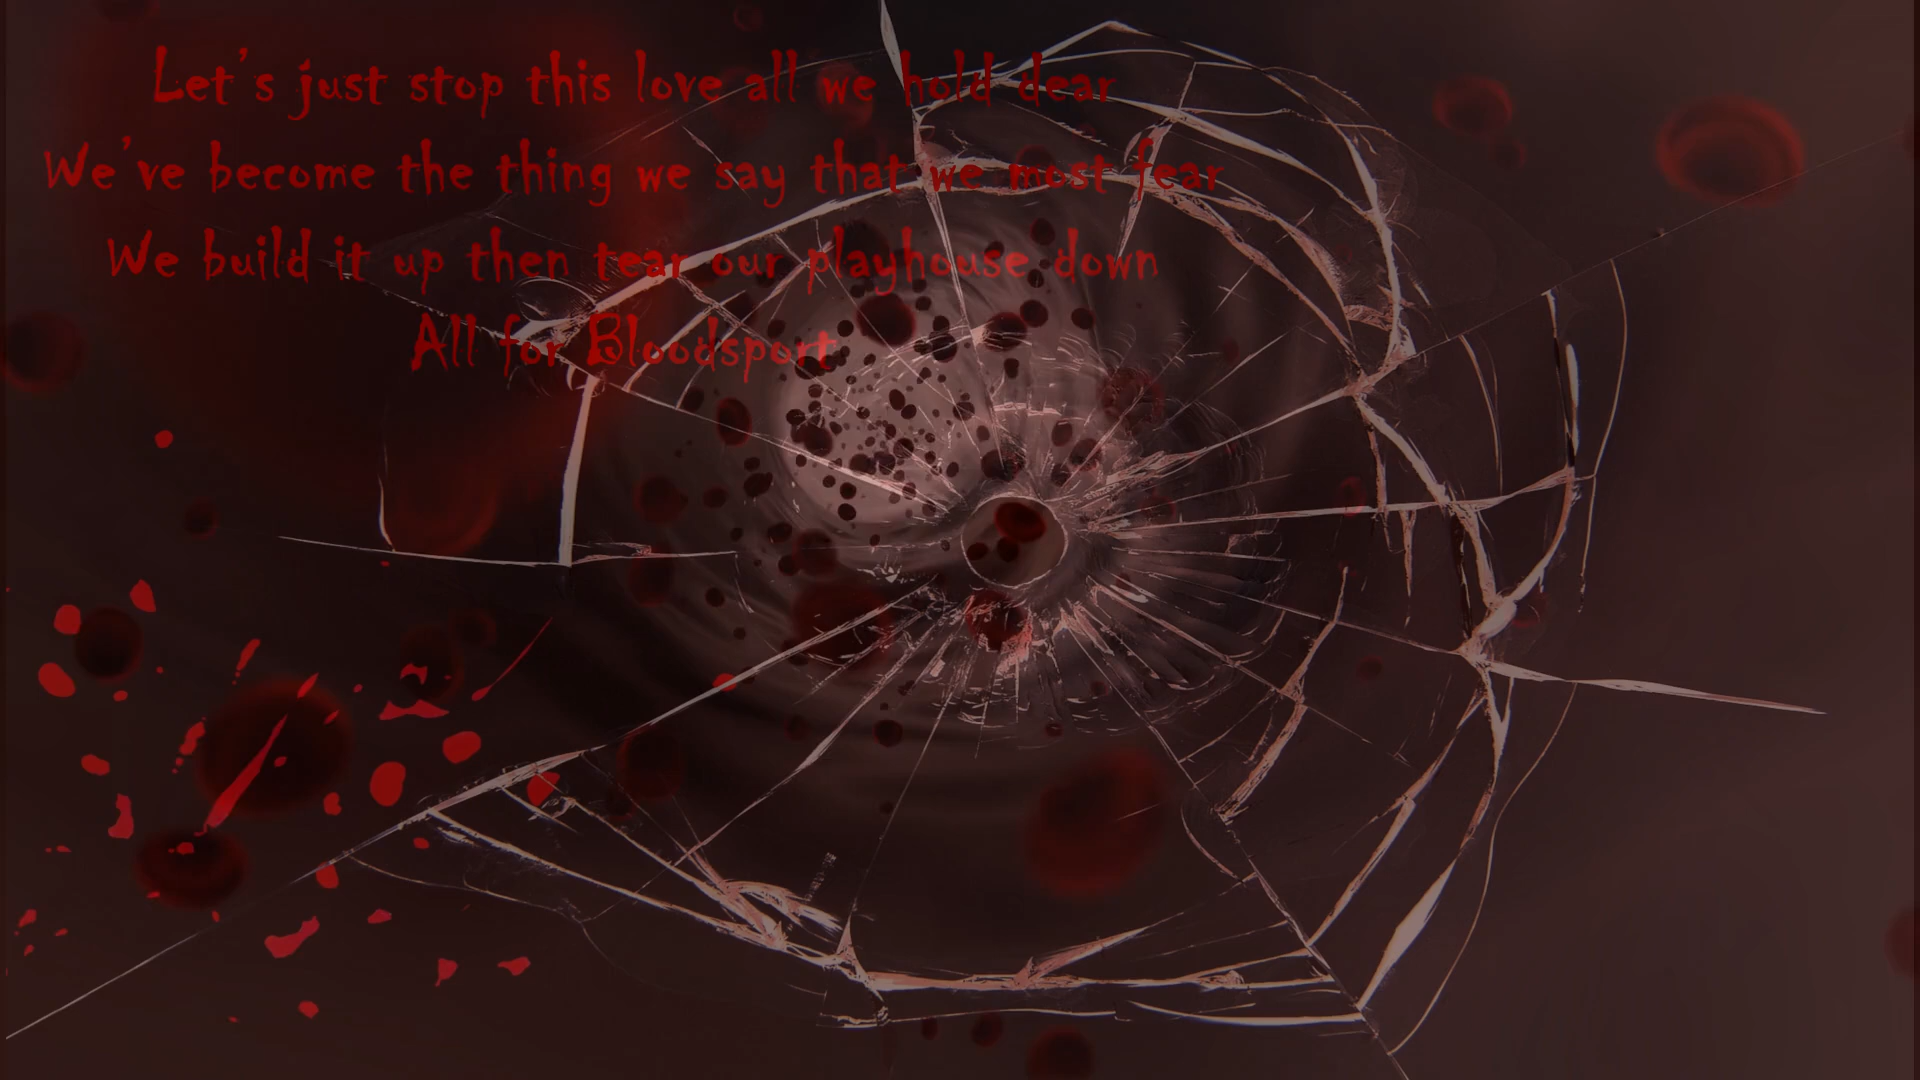 Let's just stop this love all we hold dear
We've become the thing we say that we most fear
We build it up then tear our playhouse down
All for Bloodsport